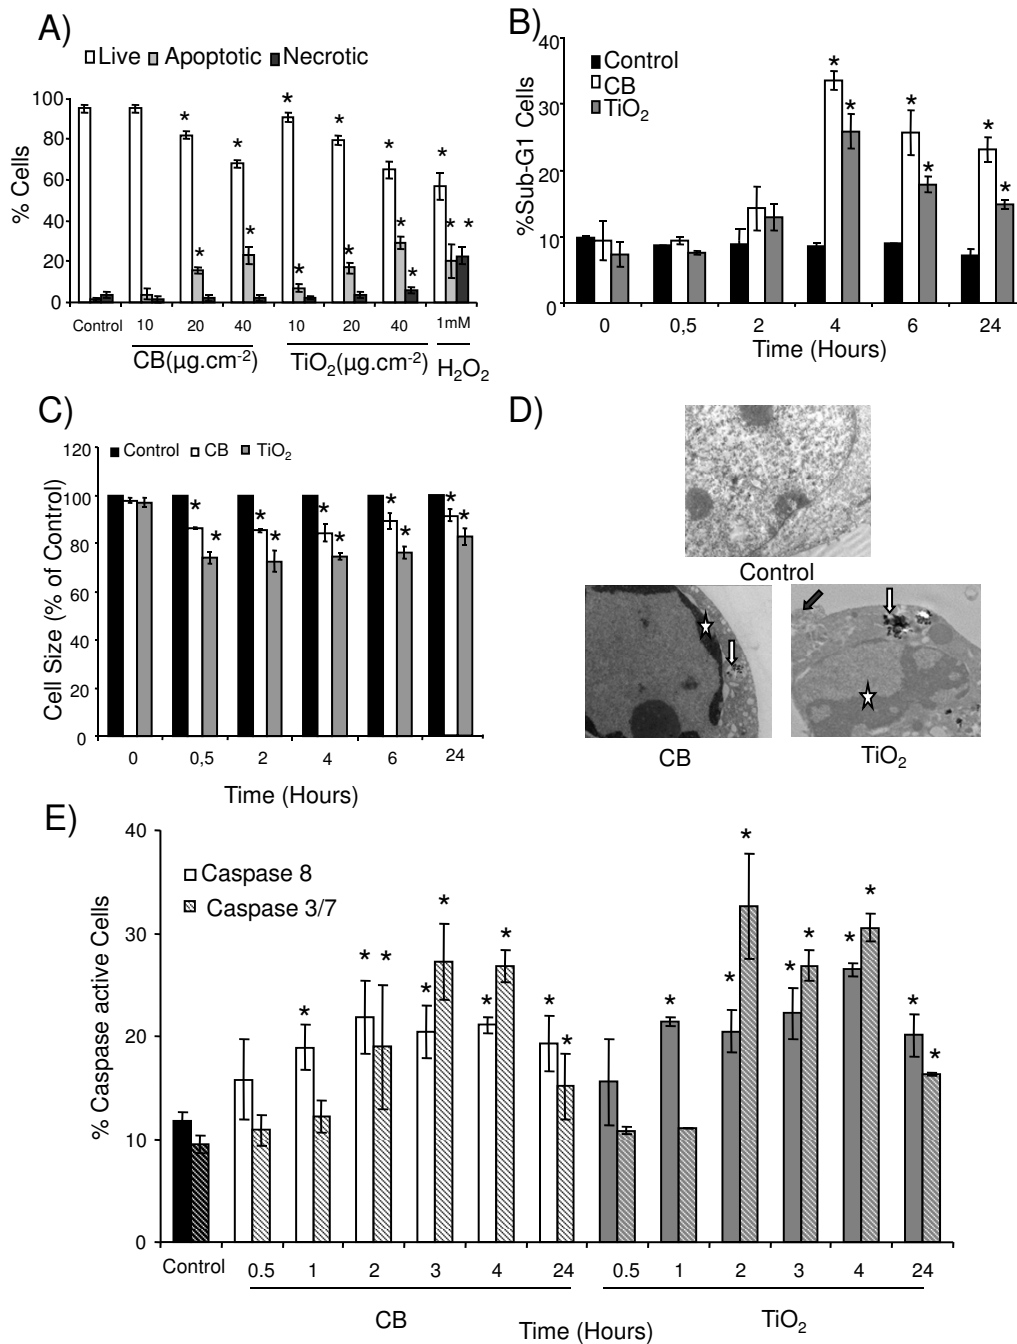 A)
Live Apoptotic Necrotic
% Cells
100
80
60
40
20
0
* * * * * * * * * * * * *
Control 10 20 40 10 20 40 1mM
CB(µg.cm-2) TiO2(µg.cm-2) H2O2
B)
%Sub-G1 Cells
Control
CB
TiO2
40
30
20
10
0
* * * * * *
0 0,5 2 4 6 24
Time (Hours)
C)
Cell Size (% of Control)
Control CB TiO2
120
100
80
60
40
20
0
* * * * * * * * * *
0 0,5 2 4 6 24
Time (Hours)
D)
Control
CB TiO2
E)
% Caspase active Cells
Caspase 8
Caspase 3/7
40
30
20
10
0
* * * * * * * * * * * * * * * * * *
Control 0.5 1 2 3 4 24 0.5 1 2 3 4 24
CB Time (Hours) TiO2